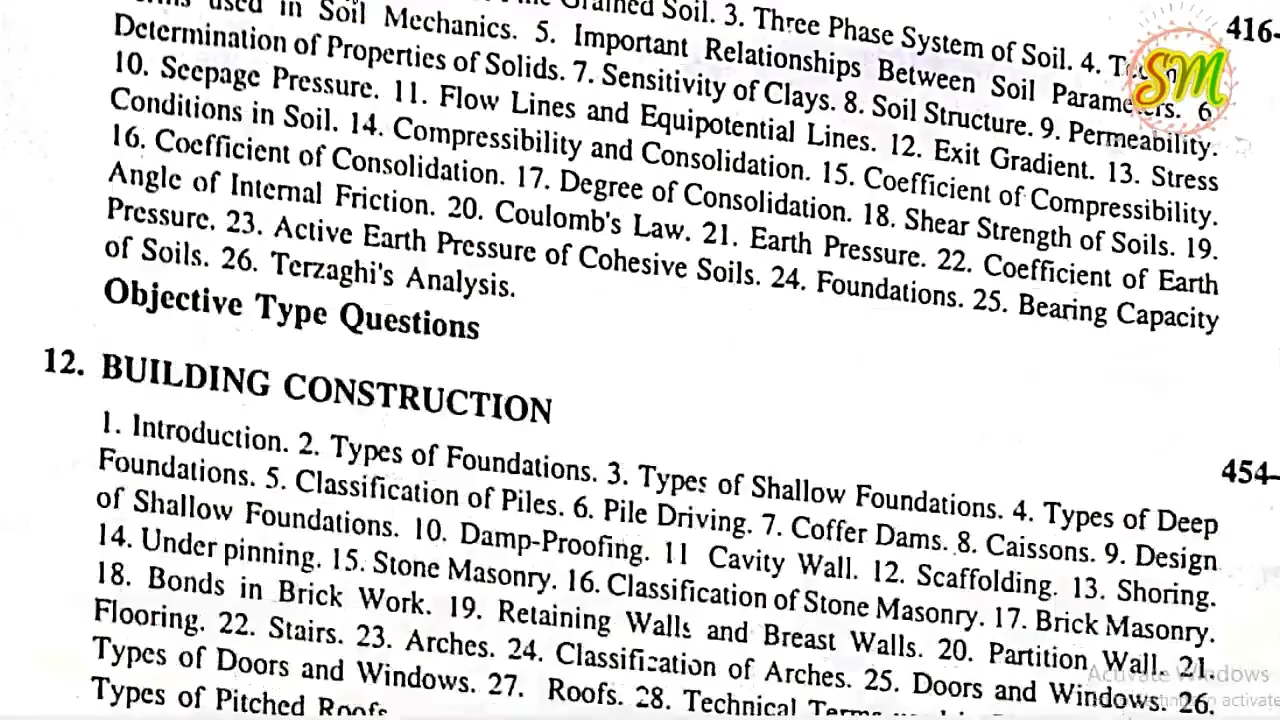 used in Soil Mechanics. 5. Important Relationships Between Soil Parameters. 6.
Grained Soil. 3. Three Phase System of Soil. 4.
416-
Determination of Properties of Solids. 7. Sensitivity of Clays. 8. Soil Structure. 9. Permeability.
10. Seepage Pressure. 11. Flow Lines and Equipotential Lines. 12. Exit Gradient. 13. Stress
Conditions in Soil. 14. Compressibility and Consolidation. 15. Coefficient of Compressibility.
16. Coefficient of Consolidation. 17. Degree of Consolidation. 18. Shear Strength of Soils. 19.
Angle of Internal Friction. 20. Coulomb's Law. 21. Earth Pressure. 22. Coefficient of Earth
Pressure. 23. Active Earth Pressure of Cohesive Soils. 24. Foundations. 25. Bearing Capacity
of Soils. 26. Terzaghi's Analysis.
Objective Type Questions
12. BUILDING CONSTRUCTION
454-
1. Introduction. 2. Types of Foundations. 3. Types of Shallow Foundations. 4. Types of Deep
Foundations. 5. Classification of Piles. 6. Pile Driving. 7. Coffer Dams. 8. Caissons. 9. Design
of Shallow Foundations. 10. Damp-Proofing. 11 Cavity Wall. 12. Scaffolding. 13. Shoring.
14. Under pinning. 15. Stone Masonry. 16. Classification of Stone Masonry. 17. Brick Masonry.
18. Bonds in Brick Work. 19. Retaining Walls and Breast Walls. 20. Partition Wall. 21.
Flooring. 22. Stairs. 23. Arches. 24. Classification of Arches. 25. Doors and Windows. 26.
Types of Doors and Windows. 27. Roofs. 28. Technical Terms
Types of Pitched Roofs
SM
Activate Windows